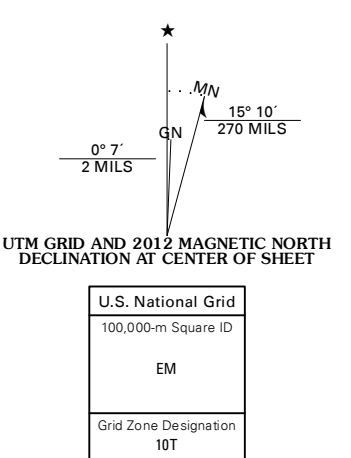 ★
MN
15° 10´
270 MILS
GN
0° 7´
2 MILS
UTM GRID AND 2012 MAGNETIC NORTH
DECLINATION AT CENTER OF SHEET
U.S. National Grid
100,000-m Square ID
EM
Grid Zone Designation
10T